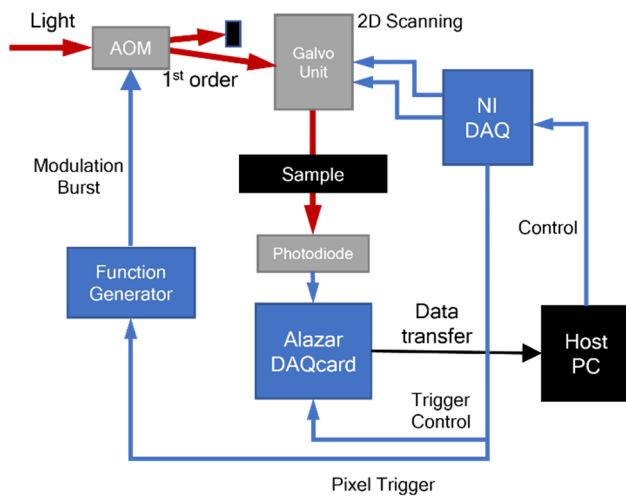 Light
AOM
1st order
Galvo
Unit
2D Scanning
NI
DAQ
Modulation
Burst
Sample
Control
Photodiode
Function
Generator
Alazar
DAQcard
Data
transfer
Host
PC
Trigger
Control
Pixel Trigger